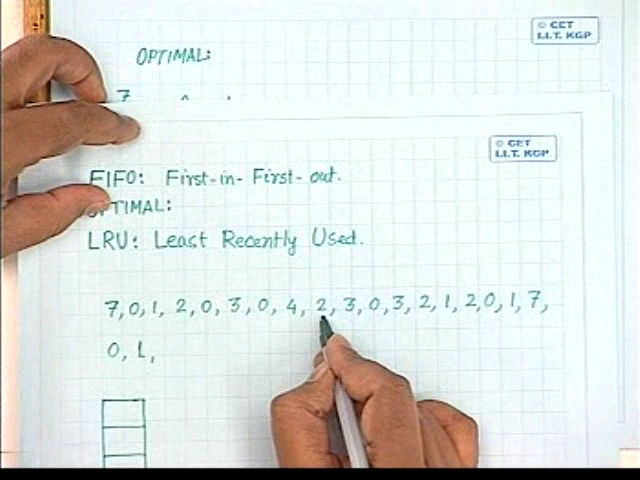 © CET
I.I.T. KGP
OPTIMAL:
7
© CET
I.I.T. KGP
FIFO: First-in-First-out.
OPTIMAL:
LRU: Least Recently Used.
7,0,1,2,0,3,0,4,2,3,0,3,2,1,2,0,1,7,
0,1,